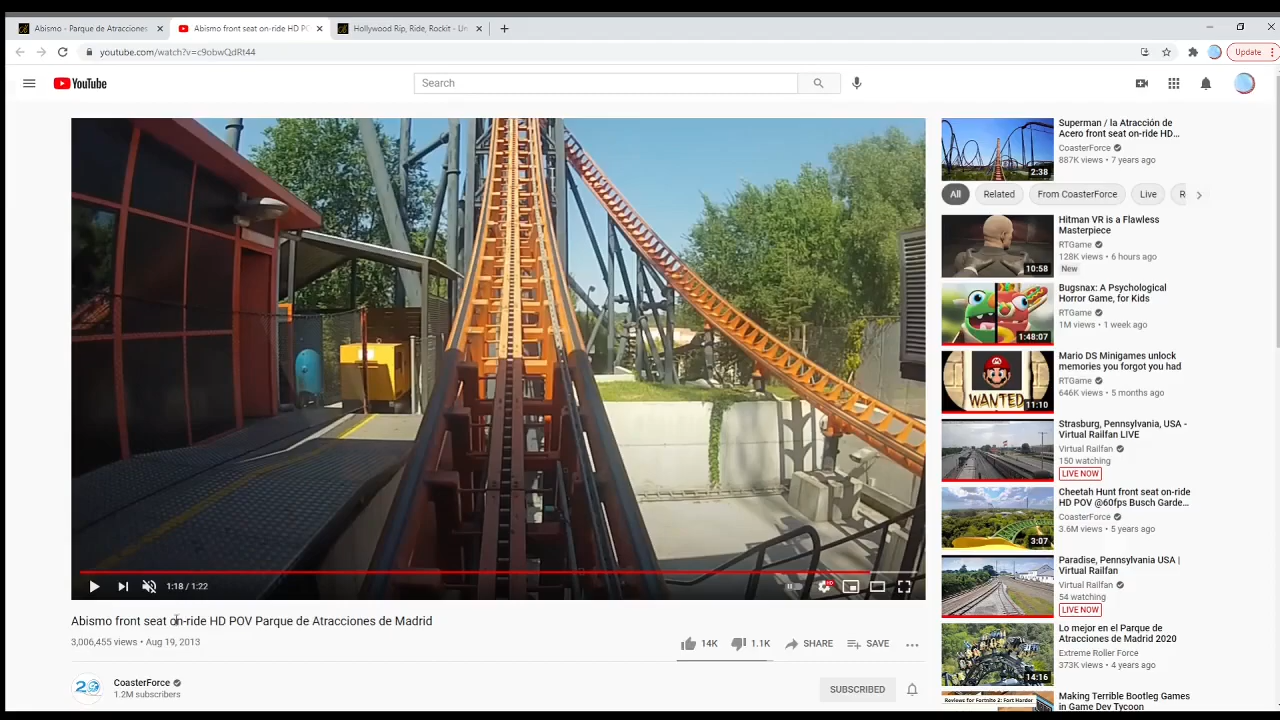 Abismo - Parque de Atracciones
Abismo front seat on-ride HD PO
Hollywood Rip, Ride, Rockit - Un
youtube.com/watch?v=c9obwQdRt44
Update
YouTube
Search
1:18 / 1:22
HD
Abismo front seat on-ride HD POV Parque de Atracciones de Madrid
3,006,455 views • Aug 19, 2013
14K
1.1K
SHARE
SAVE
20
CoasterForce
1.2M subscribers
SUBSCRIBED
2:38
Superman / la Atracción de
Acero front seat on-ride HD...
CoasterForce
887K views • 7 years ago
All
Related
From CoasterForce
Live
R
10:58
Hitman VR is a Flawless
Masterpiece
RTGame
128K views • 6 hours ago
New
1:48:07
Bugsnax: A Psychological
Horror Game, for Kids
RTGame
1M views • 1 week ago
WANTED
11:10
Mario DS Minigames unlock
memories you forgot you had
RTGame
646K views • 5 months ago
Strasburg, Pennsylvania, USA -
Virtual Railfan LIVE
Virtual Railfan
150 watching
LIVE NOW
3:07
Cheetah Hunt front seat on-ride
HD POV @60fps Busch Garde...
CoasterForce
3.6M views • 5 years ago
Paradise, Pennsylvania USA |
Virtual Railfan
Virtual Railfan
54 watching
LIVE NOW
14:16
Lo mejor en el Parque de
Atracciones de Madrid 2020
Extreme Roller Force
373K views • 4 years ago
Reviews for Fortnite 2: Fort Harder
Making Terrible Bootleg Games
in Game Dev Tycoon